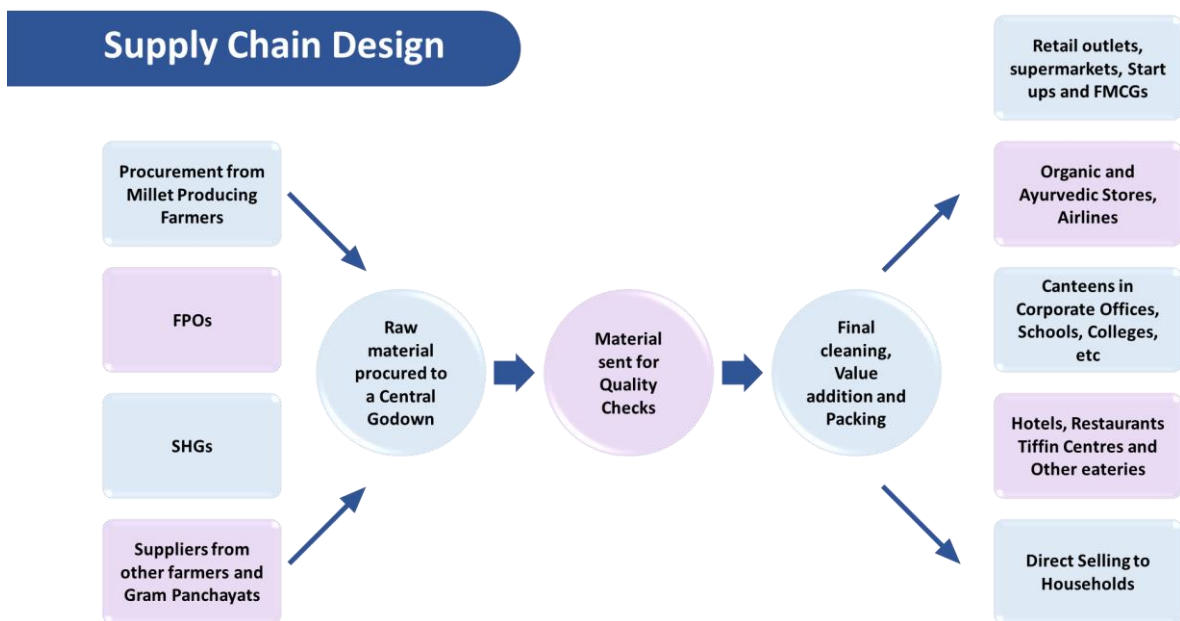 Supply Chain Design
Procurement from
Millet Producing
Farmers
FPOs
SHGs
Suppliers from
other farmers and
Gram Panchayats
Raw
material
procured to
a Central
Godown
Material
sent for
Quality
Checks
Final
cleaning,
Value
addition and
Packing
Retail outlets,
supermarkets, Start
ups and FMCGs
Organic and
Ayurvedic Stores,
Airlines
Canteens in
Corporate Offices,
Schools, Colleges,
etc
Hotels, Restaurants
Tiffin Centres and
Other eateries
Direct Selling to
Households